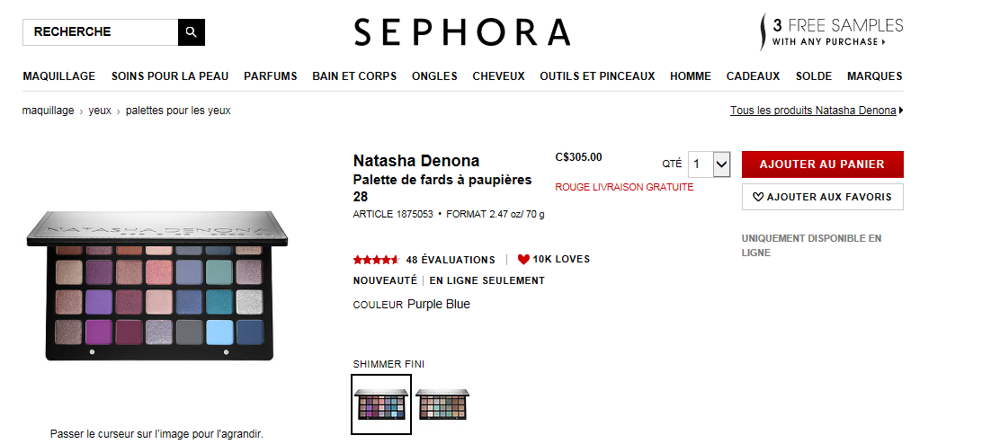 RECHERCHE
SEPHORA
3 FREE SAMPLES
WITH ANY PURCHASE
MAQUILLAGE SOINS POUR LA PEAU PARFUMS BAIN ET CORPS ONGLES CHEVEUX OUTILS ET PINCEAUX HOMME CADEAUX SOLDE MARQUES
maquillage › yeux › palettes pour les yeux
Tous les produits Natasha Denona
NATASHA DENONA
Natasha Denona
Palette de fards à paupières
28
ARTICLE 1875053 • FORMAT 2.47 oz/ 70 g
C$305.00
ROUGE LIVRAISON GRATUITE
QTÉ 1
AJOUTER AU PANIER
AJOUTER AUX FAVORIS
UNIQUEMENT DISPONIBLE EN
LIGNE
48 ÉVALUATIONS | 10K LOVES
NOUVEAUTÉ | EN LIGNE SEULEMENT
COULEUR Purple Blue
SHIMMER FINI
Passer le curseur sur l'image pour l'agrandir.